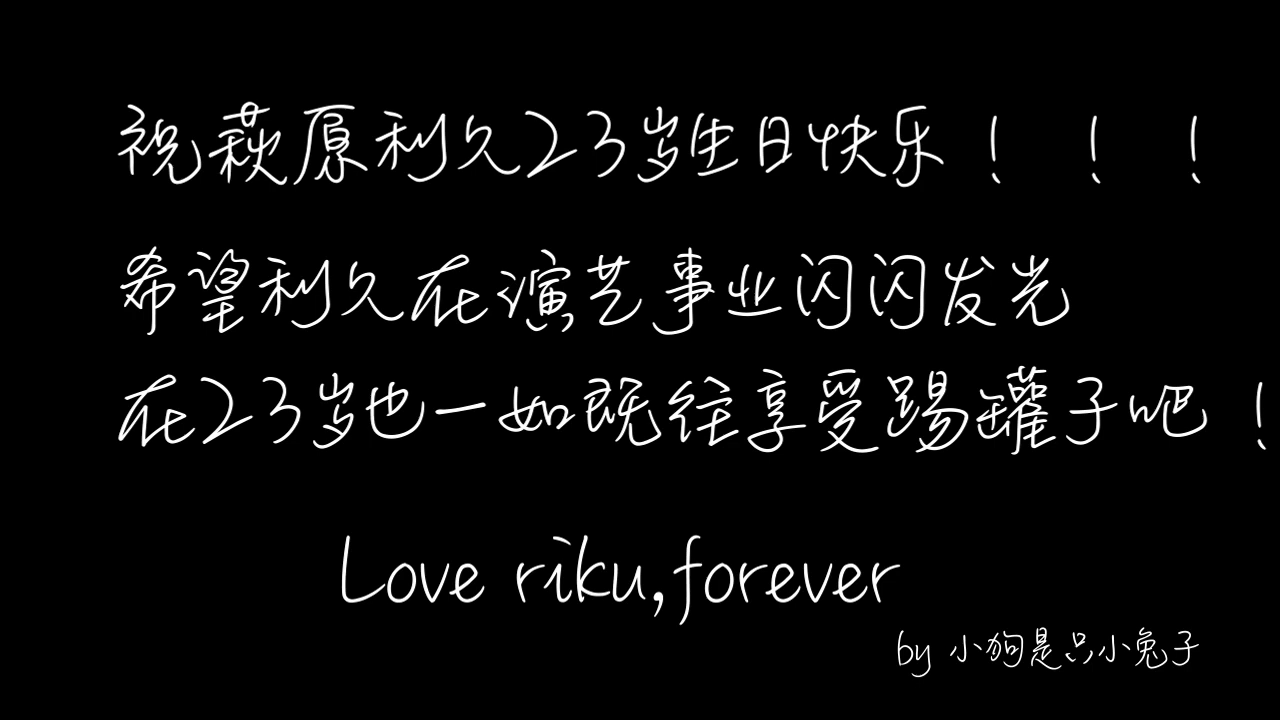 祝萩原利久23岁生日快乐！！！
希望利久在演艺事业闪闪发光
在23岁也一如既往享受踢罐子吧！
Love riku,forever
by 小狗是只小兔子